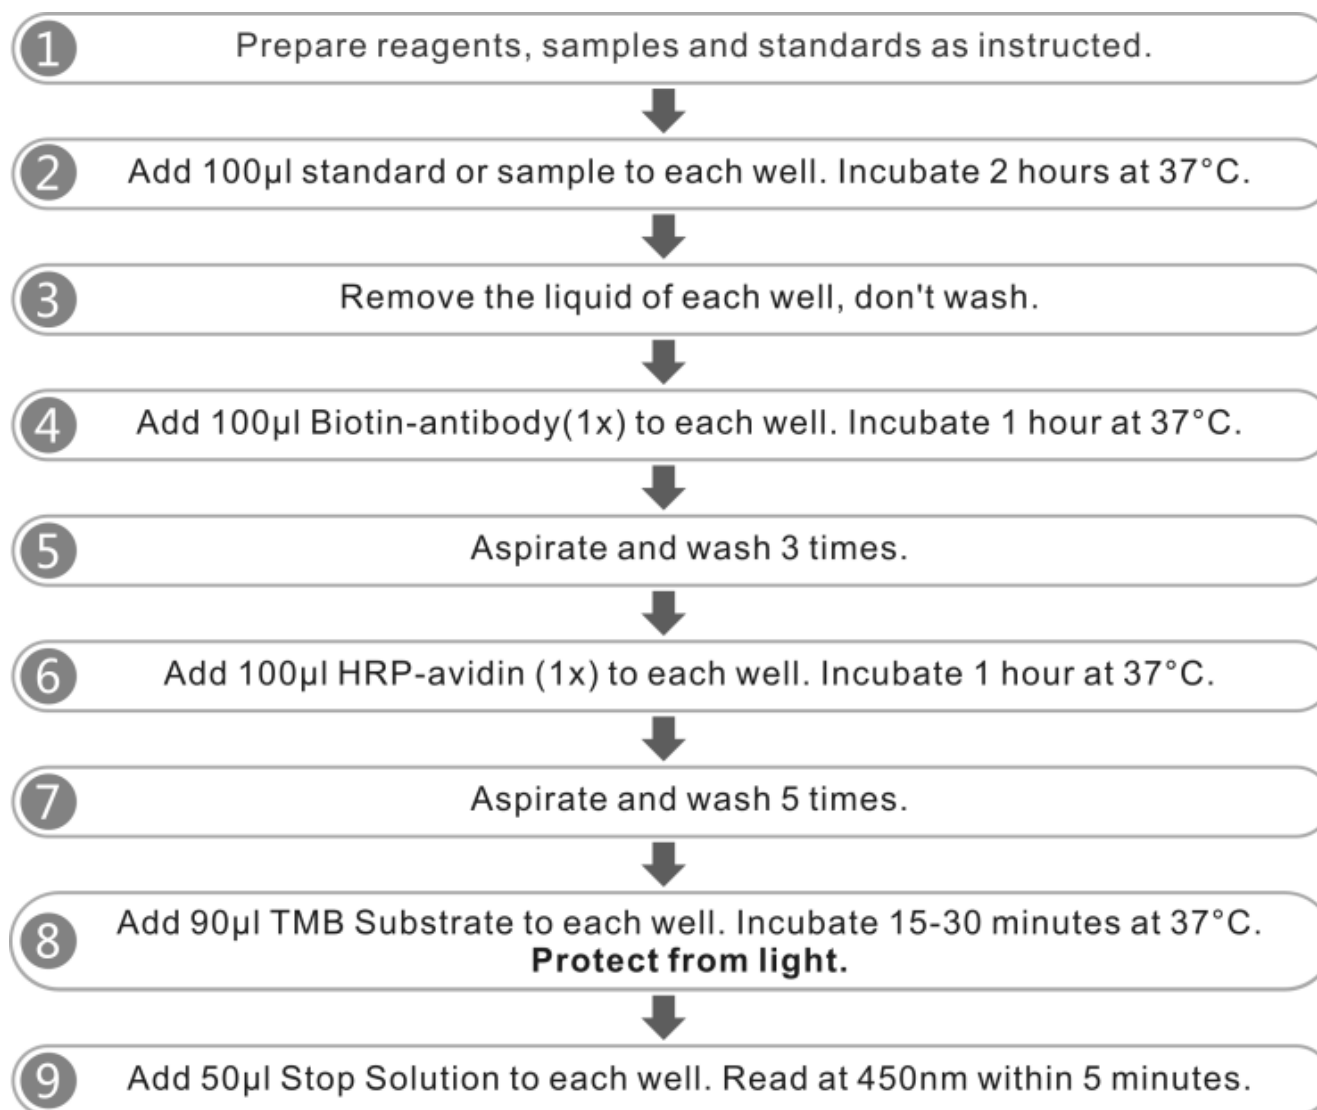 1 Prepare reagents, samples and standards as instructed.
2 Add 100µl standard or sample to each well. Incubate 2 hours at 37°C.
3 Remove the liquid of each well, don't wash.
4 Add 100µl Biotin-antibody(1x) to each well. Incubate 1 hour at 37°C.
5 Aspirate and wash 3 times.
6 Add 100µl HRP-avidin (1x) to each well. Incubate 1 hour at 37°C.
7 Aspirate and wash 5 times.
8 Add 90µl TMB Substrate to each well. Incubate 15-30 minutes at 37°C.
Protect from light.
9 Add 50µl Stop Solution to each well. Read at 450nm within 5 minutes.